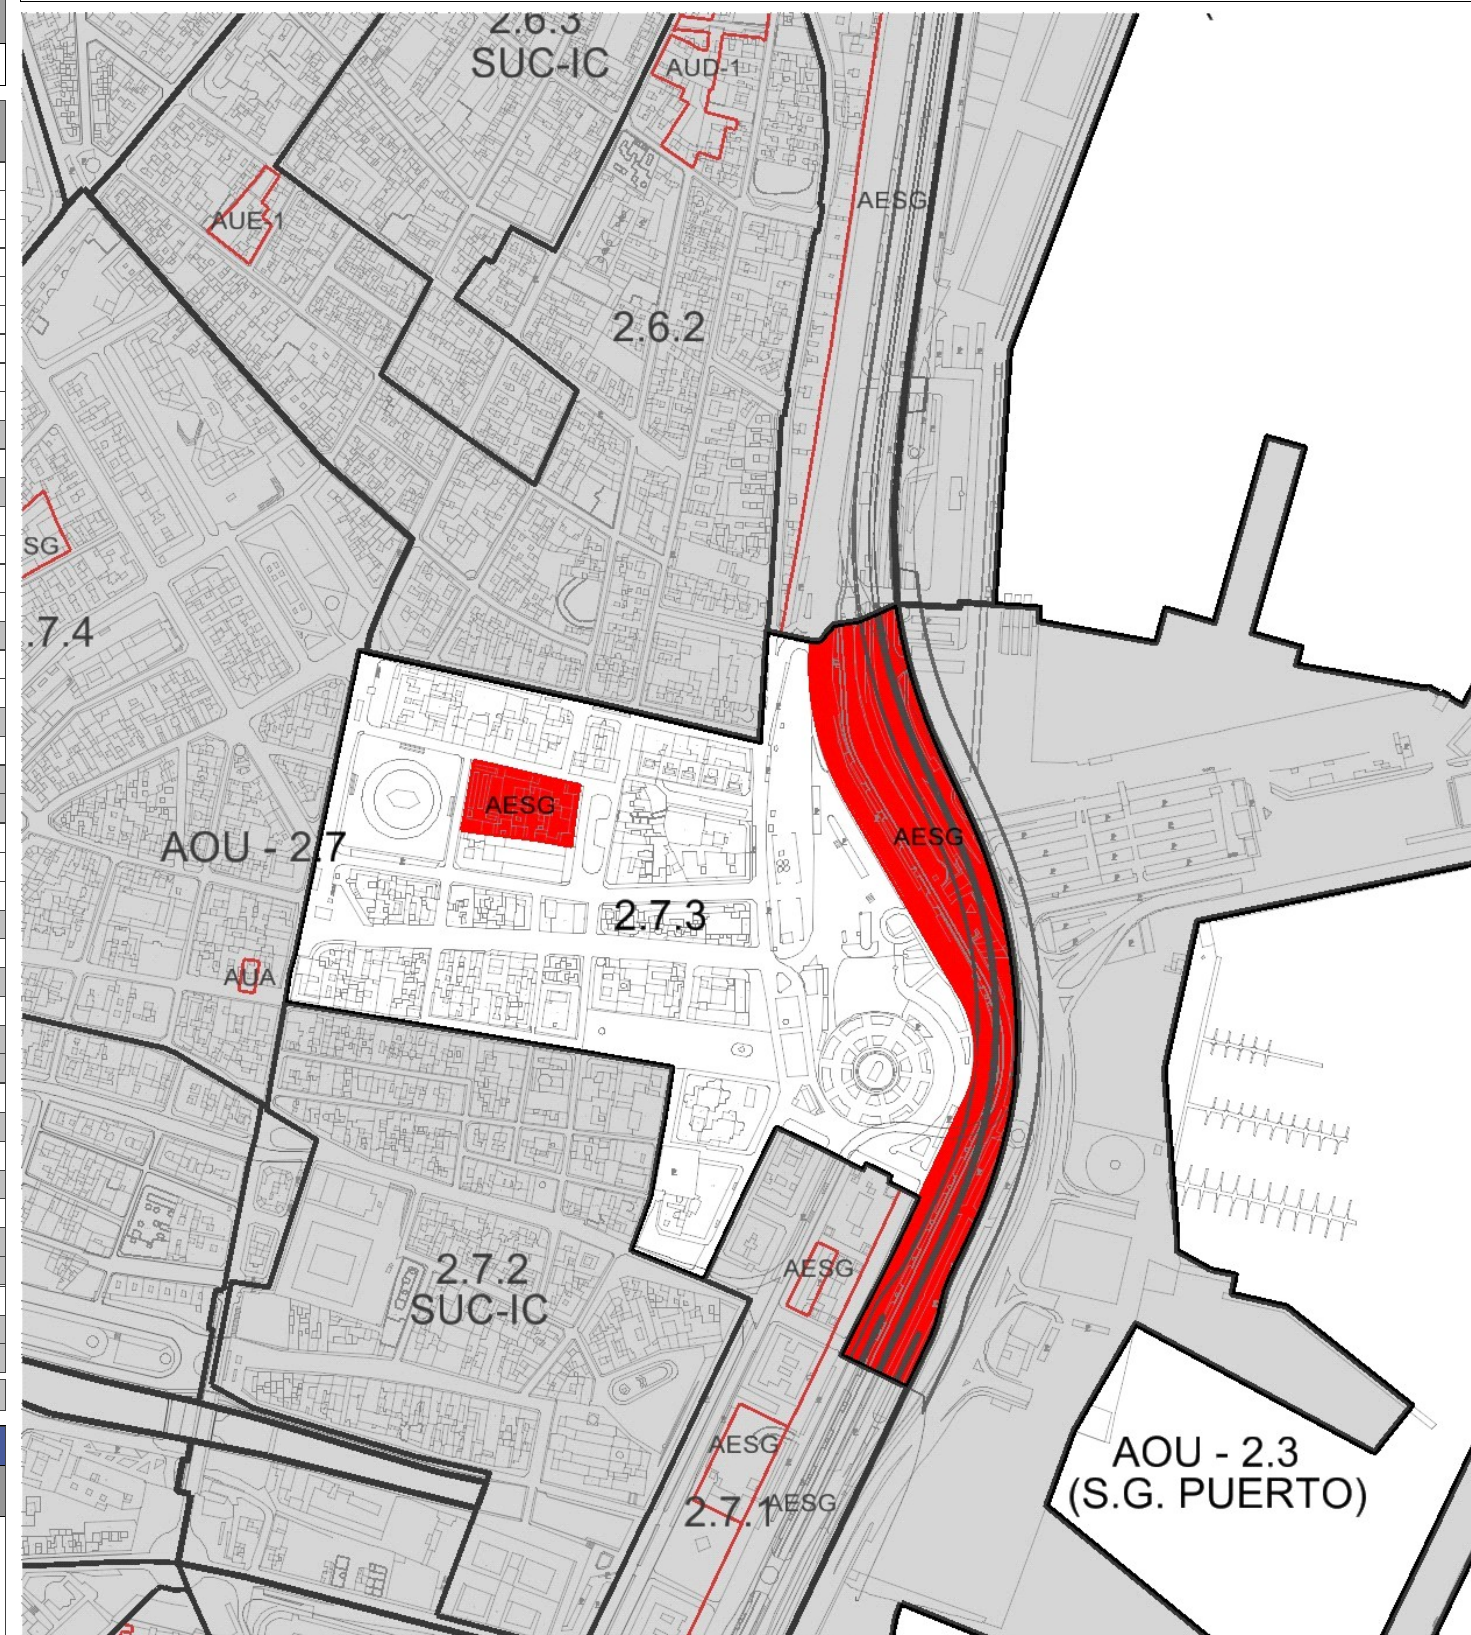 2.6.3
SUC-IC
AUD-1
AESG
AUE-1
2.6.2
SG
.7.4
AESG
AESG
AOU - 2.7
2.7.3
AUA
AESG
2.7.2
SUC-IC
AESG
AOU - 2.3
(S.G. PUERTO)
2.7.1
AESG